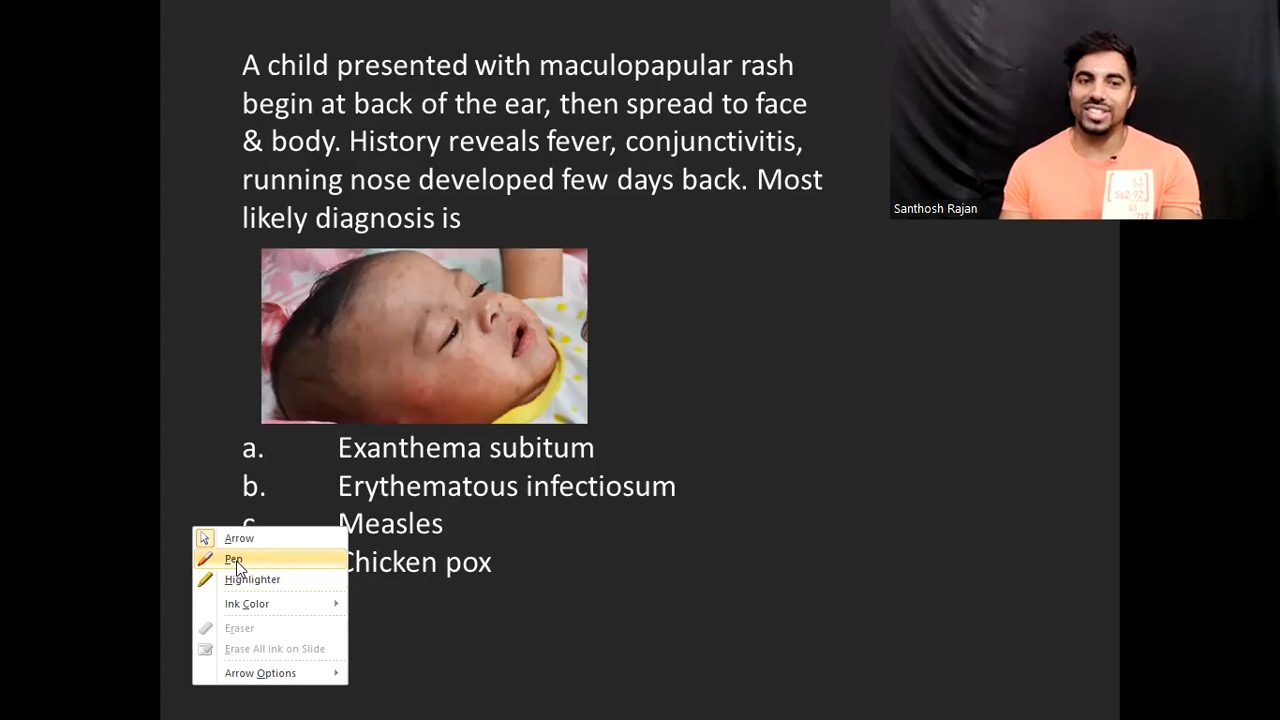 A child presented with maculopapular rash
begin at back of the ear, then spread to face
& body. History reveals fever, conjunctivitis,
running nose developed few days back. Most
likely diagnosis is
Santhosh Rajan
562-92
a. Exanthema subitum
b. Erythematous infectiosum
c. Measles
Chicken pox
Arrow
Pen
Highlighter
Ink Color
Eraser
Erase All Ink on Slide
Arrow Options